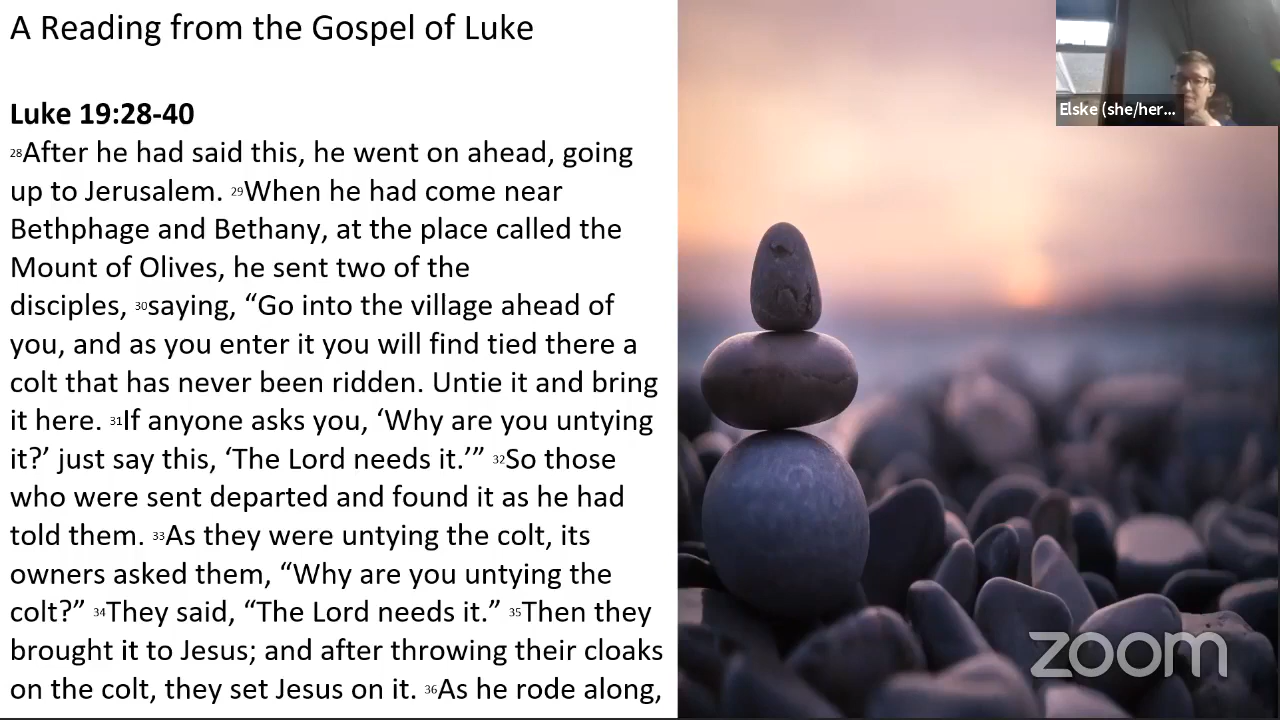 A Reading from the Gospel of Luke
Luke 19:28-40
28After he had said this, he went on ahead, going
up to Jerusalem. 29When he had come near
Bethphage and Bethany, at the place called the
Mount of Olives, he sent two of the
disciples, 30saying, “Go into the village ahead of
you, and as you enter it you will find tied there a
colt that has never been ridden. Untie it and bring
it here. 31If anyone asks you, ‘Why are you untying
it?’ just say this, ‘The Lord needs it.’” 32So those
who were sent departed and found it as he had
told them. 33As they were untying the colt, its
owners asked them, “Why are you untying the
colt?” 34They said, “The Lord needs it.” 35Then they
brought it to Jesus; and after throwing their cloaks
on the colt, they set Jesus on it. 36As he rode along,
Elske (she/her...
zoom